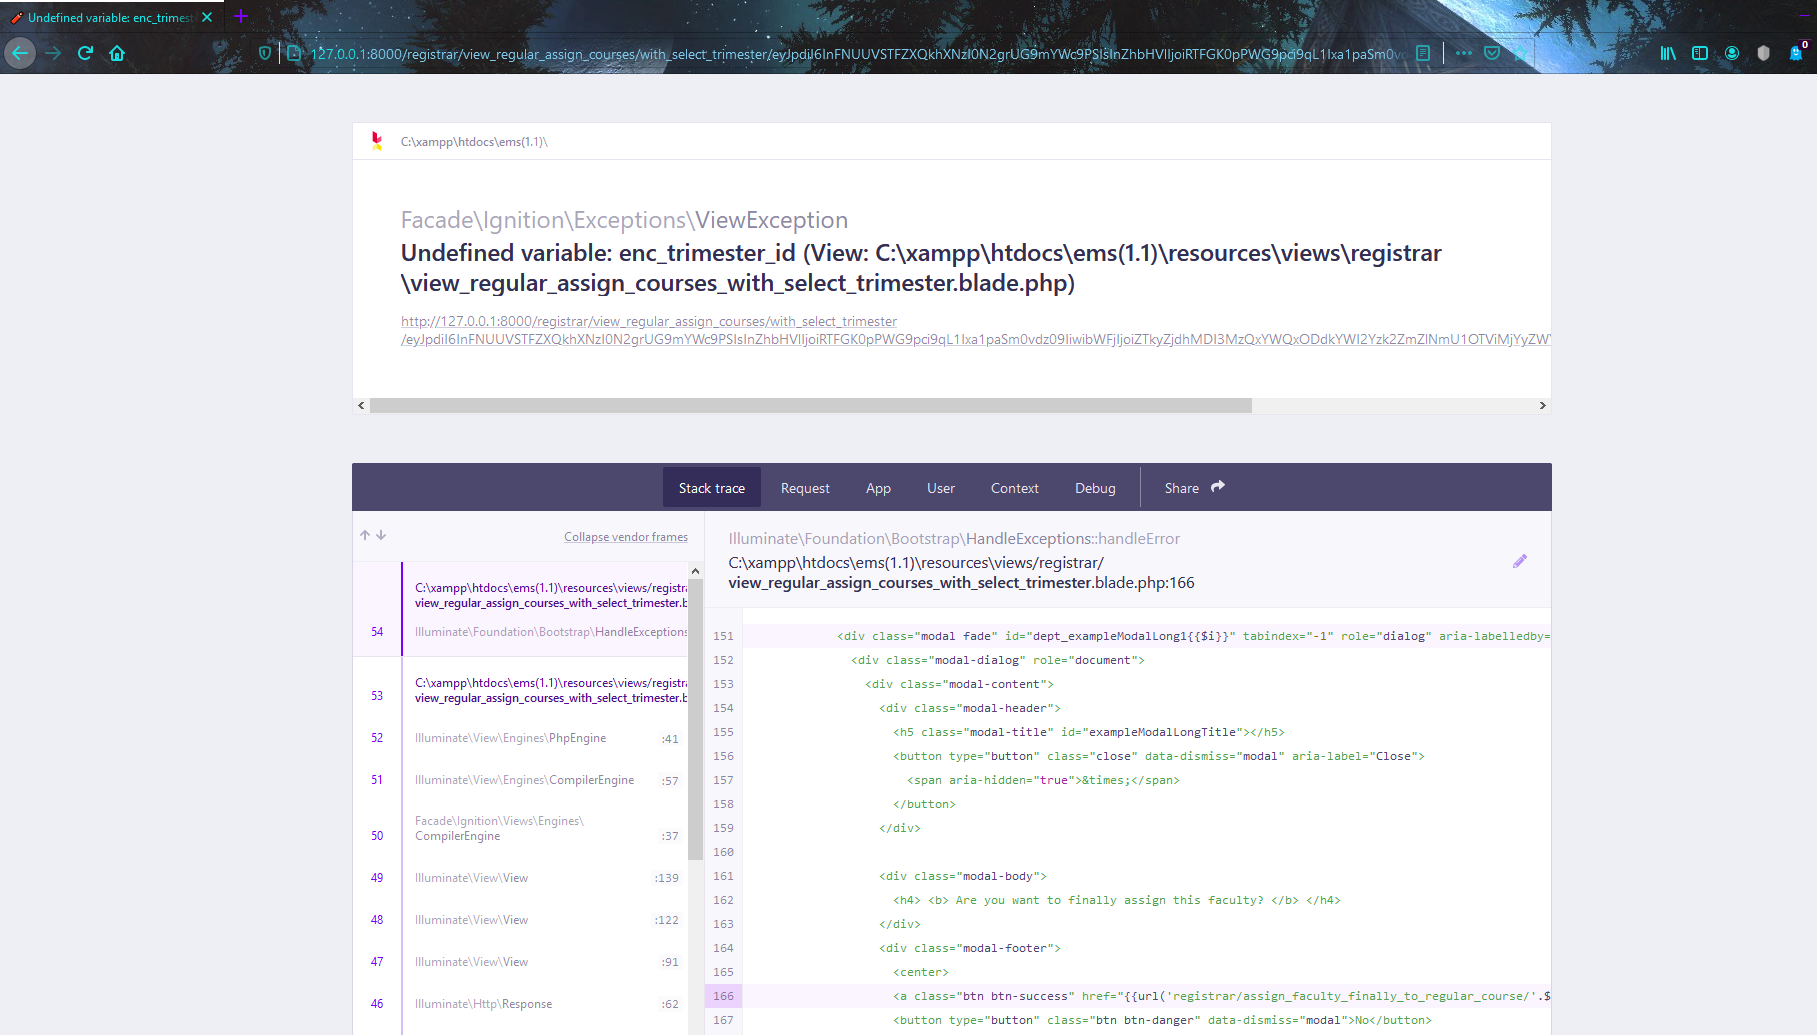 Undefined variable: enc_trimest
127.0.0.1:8000/registrar/view_regular_assign_courses/with_select_trimester/
0
C:\xampp\htdocs\ems(1.1)\
Facade\Ignition\Exceptions\ViewException
Undefined variable: enc_trimester_id (View: C:\xampp\htdocs\ems(1.1)\resources\views\registrar
\view_regular_assign_courses_with_select_trimester.blade.php)
http://127.0.0.1:8000/registrar/view_regular_assign_courses/with_select_trimester
Stack trace Request App User Context Debug Share
Collapse vendor frames
C:\xampp\htdocs\ems(1.1)\resources\views/registra
view_regular_assign_courses_with_select_trimester.b
54 Illuminate\Foundation\Bootstrap\HandleExceptions
C:\xampp\htdocs\ems(1.1)\resources\views/registra
view_regular_assign_courses_with_select_trimester.b
53
52 Illuminate\View\Engines\PhpEngine :41
51 Illuminate\View\Engines\CompilerEngine :57
Facade\Ignition\Views\Engines\
50 CompilerEngine :37
49 Illuminate\View\View :139
48 Illuminate\View\View :122
47 Illuminate\View\View :91
46 Illuminate\Http\Response :62
Illuminate\Foundation\Bootstrap\HandleExceptions::handleError
C:\xampp\htdocs\ems(1.1)\resources\views/registrar/
view_regular_assign_courses_with_select_trimester.blade.php:166
151 <div class="modal fade" id="dept_exampleModalLong1{{$i}}" tabindex="-1" role="dialog" aria-labelledby=
152 <div class="modal-dialog" role="document">
153 <div class="modal-content">
154 <div class="modal-header">
155 <h5 class="modal-title" id="exampleModalLongTitle"></h5>
156 <button type="button" class="close" data-dismiss="modal" aria-label="Close">
157 <span aria-hidden="true">&times;</span>
158 </button>
159 </div>
160
161 <div class="modal-body">
162 <h4> <b> Are you want to finally assign this faculty? </b> </h4>
163 </div>
164 <div class="modal-footer">
165 <center>
166 <a class="btn btn-success" href="{{url('registrar/assign_faculty_finally_to_regular_course/'.$
167 <button type="button" class="btn btn-danger" data-dismiss="modal">No</button>